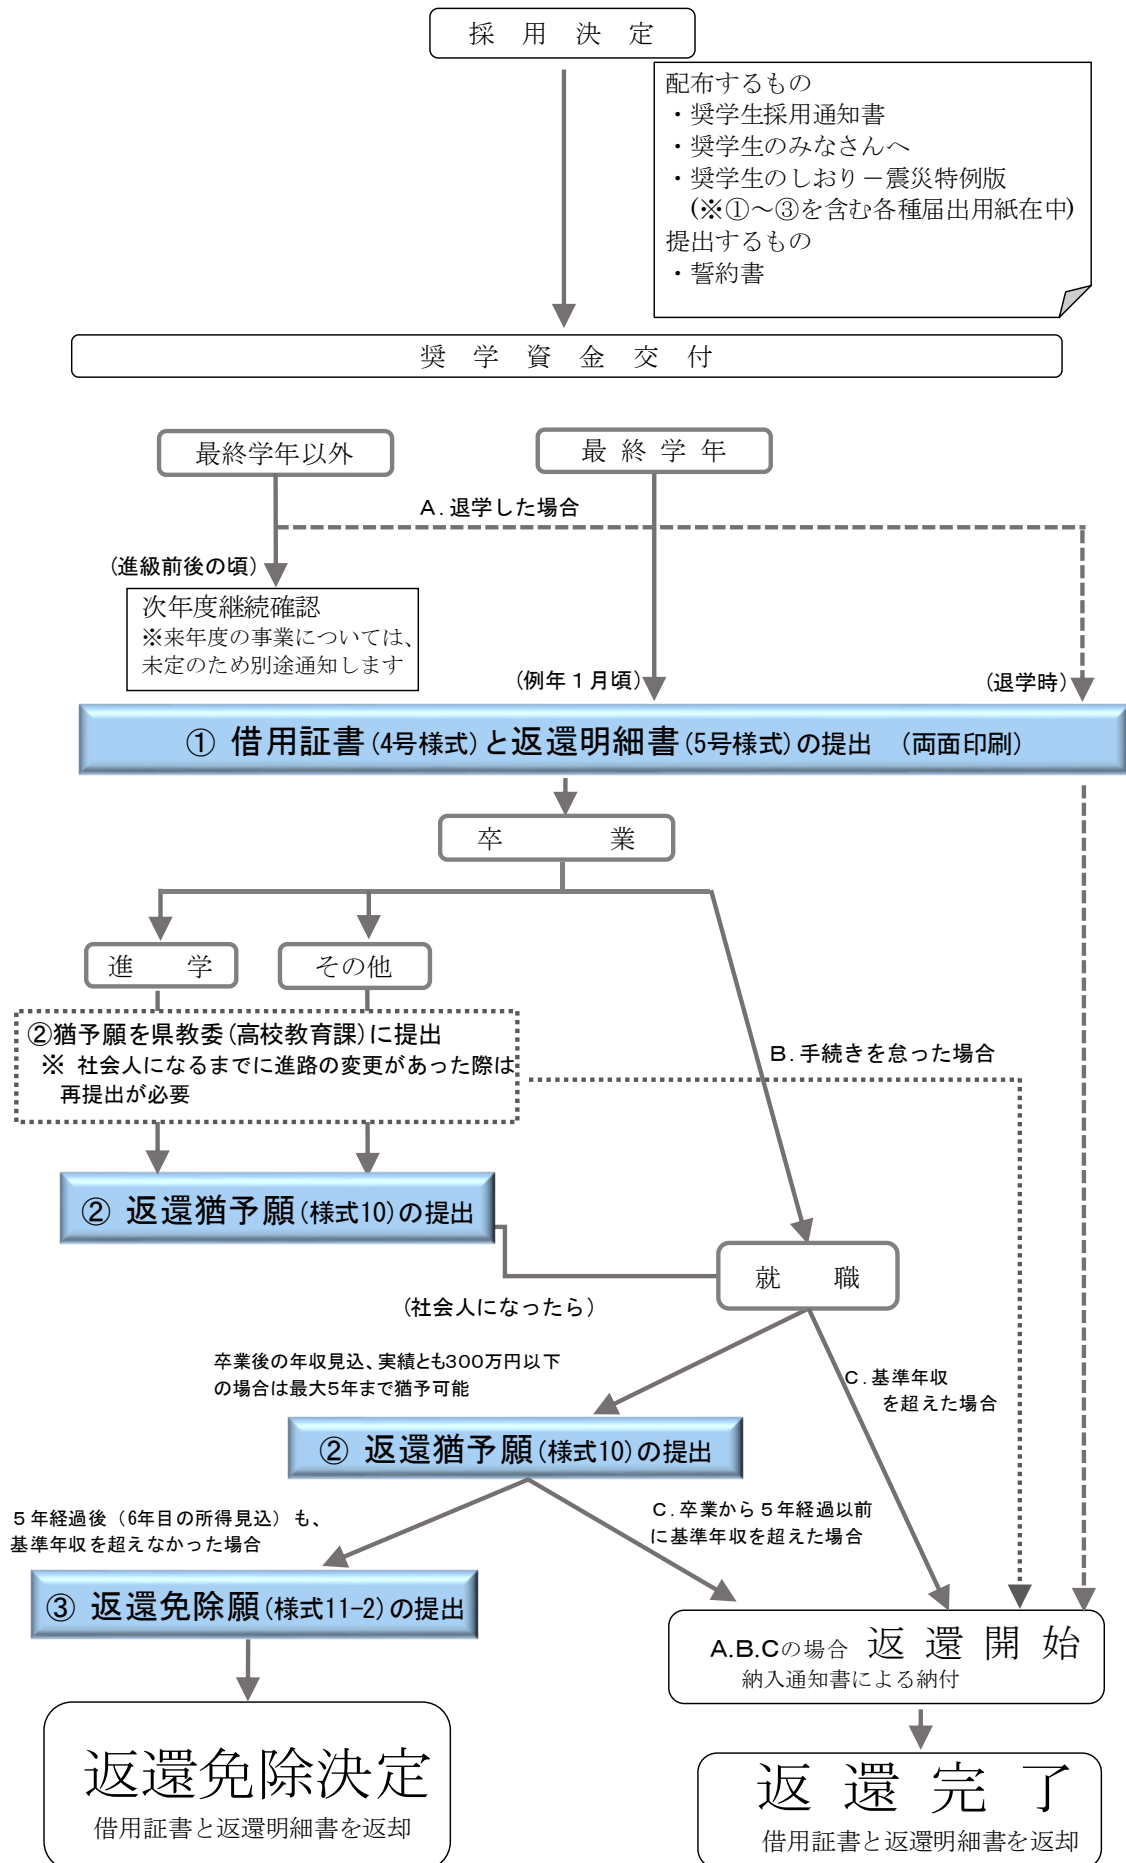 採用決定
配布するもの
・奨学生採用通知書
・奨学生のみなさんへ
・奨学生のしおり－震災特例版
(※①～③を含む各種届出用紙在中)
提出するもの
・誓約書
奨学資金交付
最終学年以外
最終学年
A.退学した場合
(進級前後の頃)
次年度継続確認
※来年度の事業については、
未定のため別途通知します
(例年1月頃)
(退学時)
① 借用証書(4号様式)と返還明細書(5号様式)の提出 (両面印刷)
卒業
進学
その他
②猶予願を県教委(高校教育課)に提出
※ 社会人になるまでに進路の変更があった際は
再提出が必要
B.手続きを怠った場合
② 返還猶予願(様式10)の提出
就職
(社会人になったら)
卒業後の年収見込、実績とも300万円以下
の場合は最大5年まで猶予可能
C.基準年収
を超えた場合
② 返還猶予願(様式10)の提出
5年経過後(6年目の所得見込)も、
基準年収を超えなかった場合
C.卒業から5年経過以前
に基準年収を超えた場合
③ 返還免除願(様式11-2)の提出
A.B.Cの場合 返還開始
納入通知書による納付
返還免除決定
借用証書と返還明細書を返却
返還完了
借用証書と返還明細書を返却